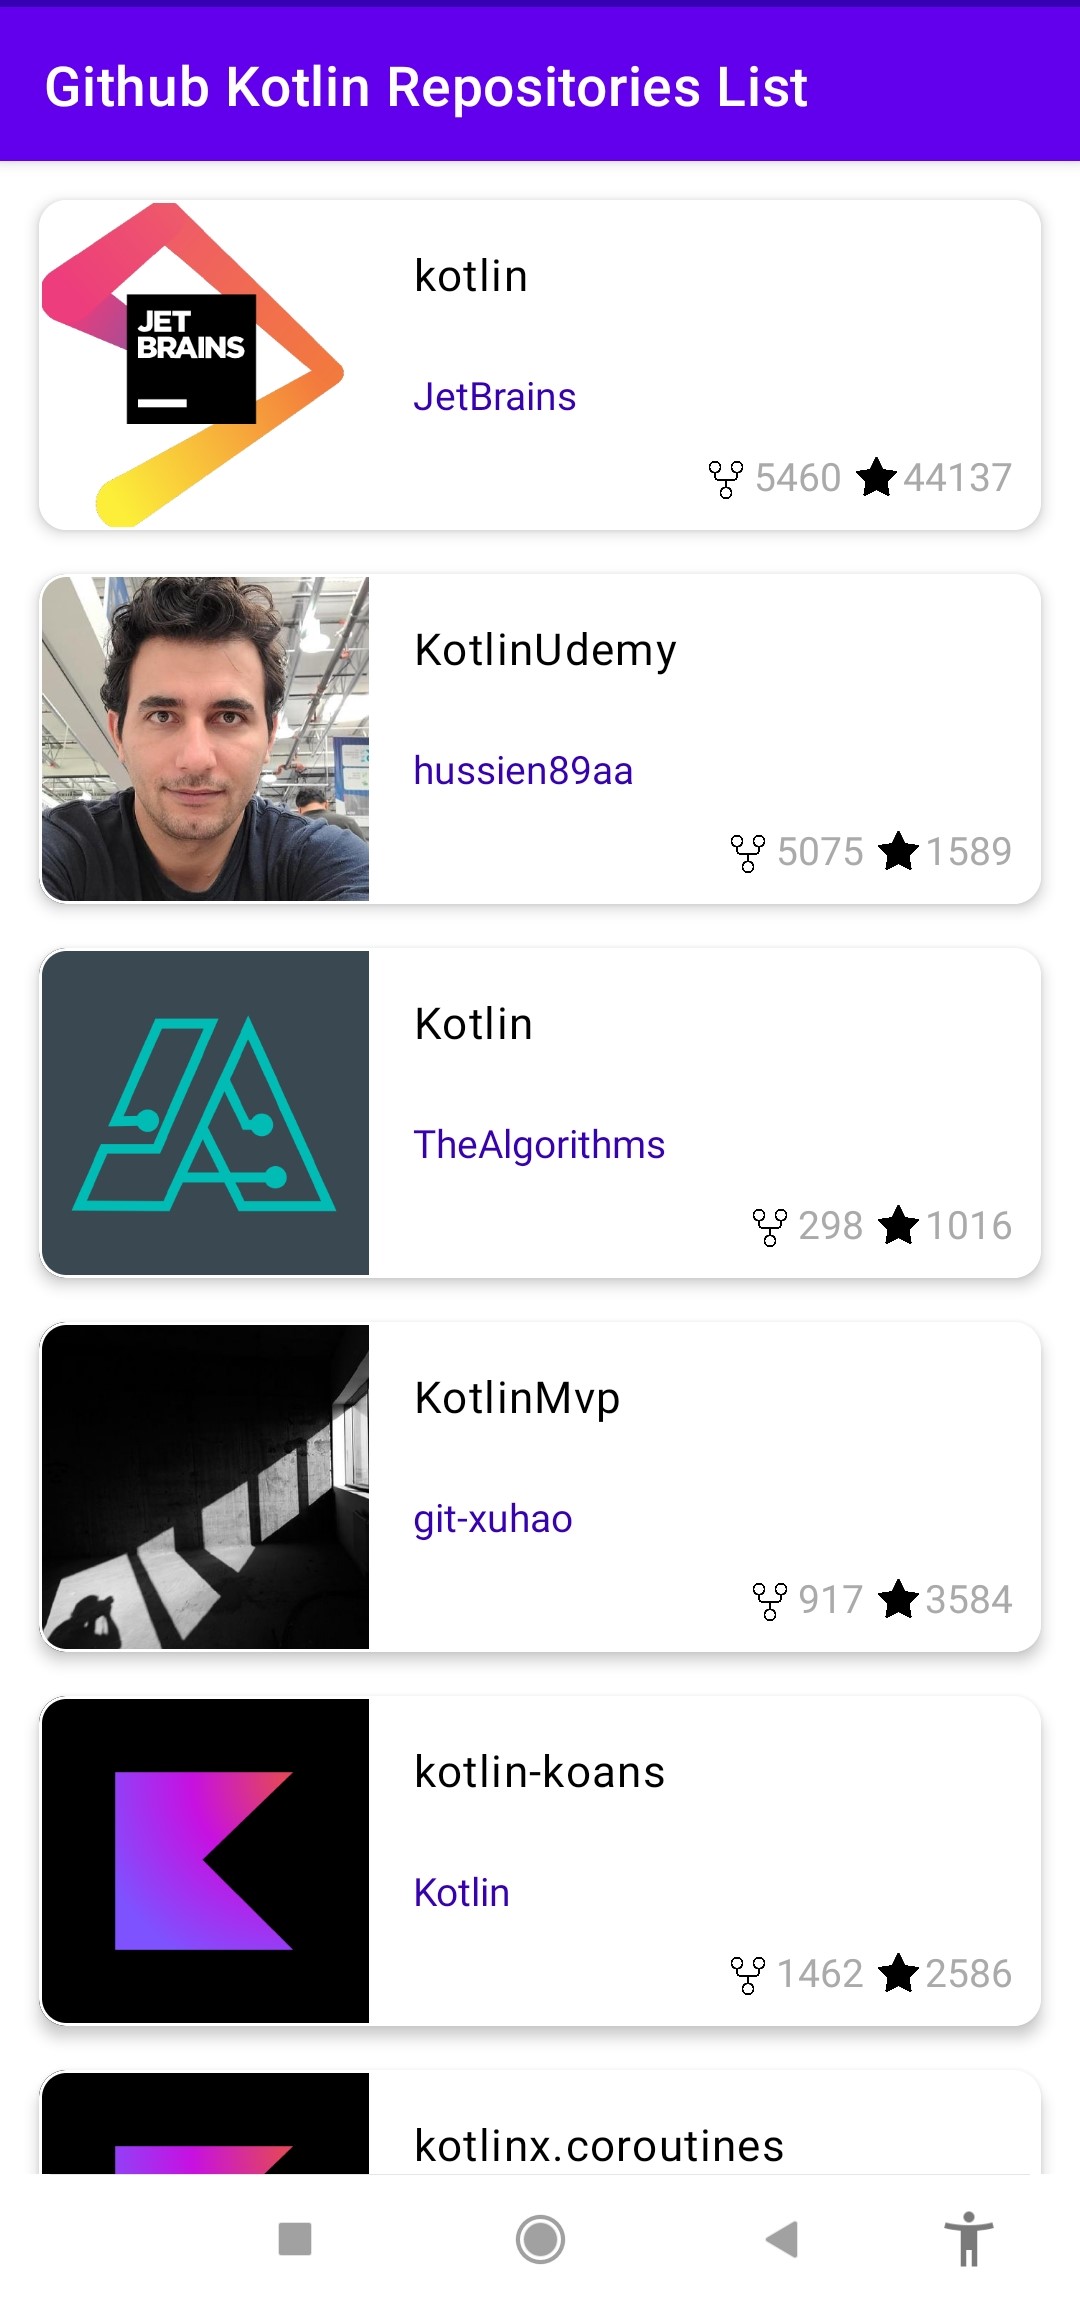 Github Kotlin Repositories List
JET
BRAINS
kotlin
JetBrains
5460 44137
KotlinUdemy
hussien89aa
5075 1589
Kotlin
TheAlgorithms
298 1016
KotlinMvp
git-xuhao
917 3584
kotlin-koans
Kotlin
1462 2586
kotlinx.coroutines